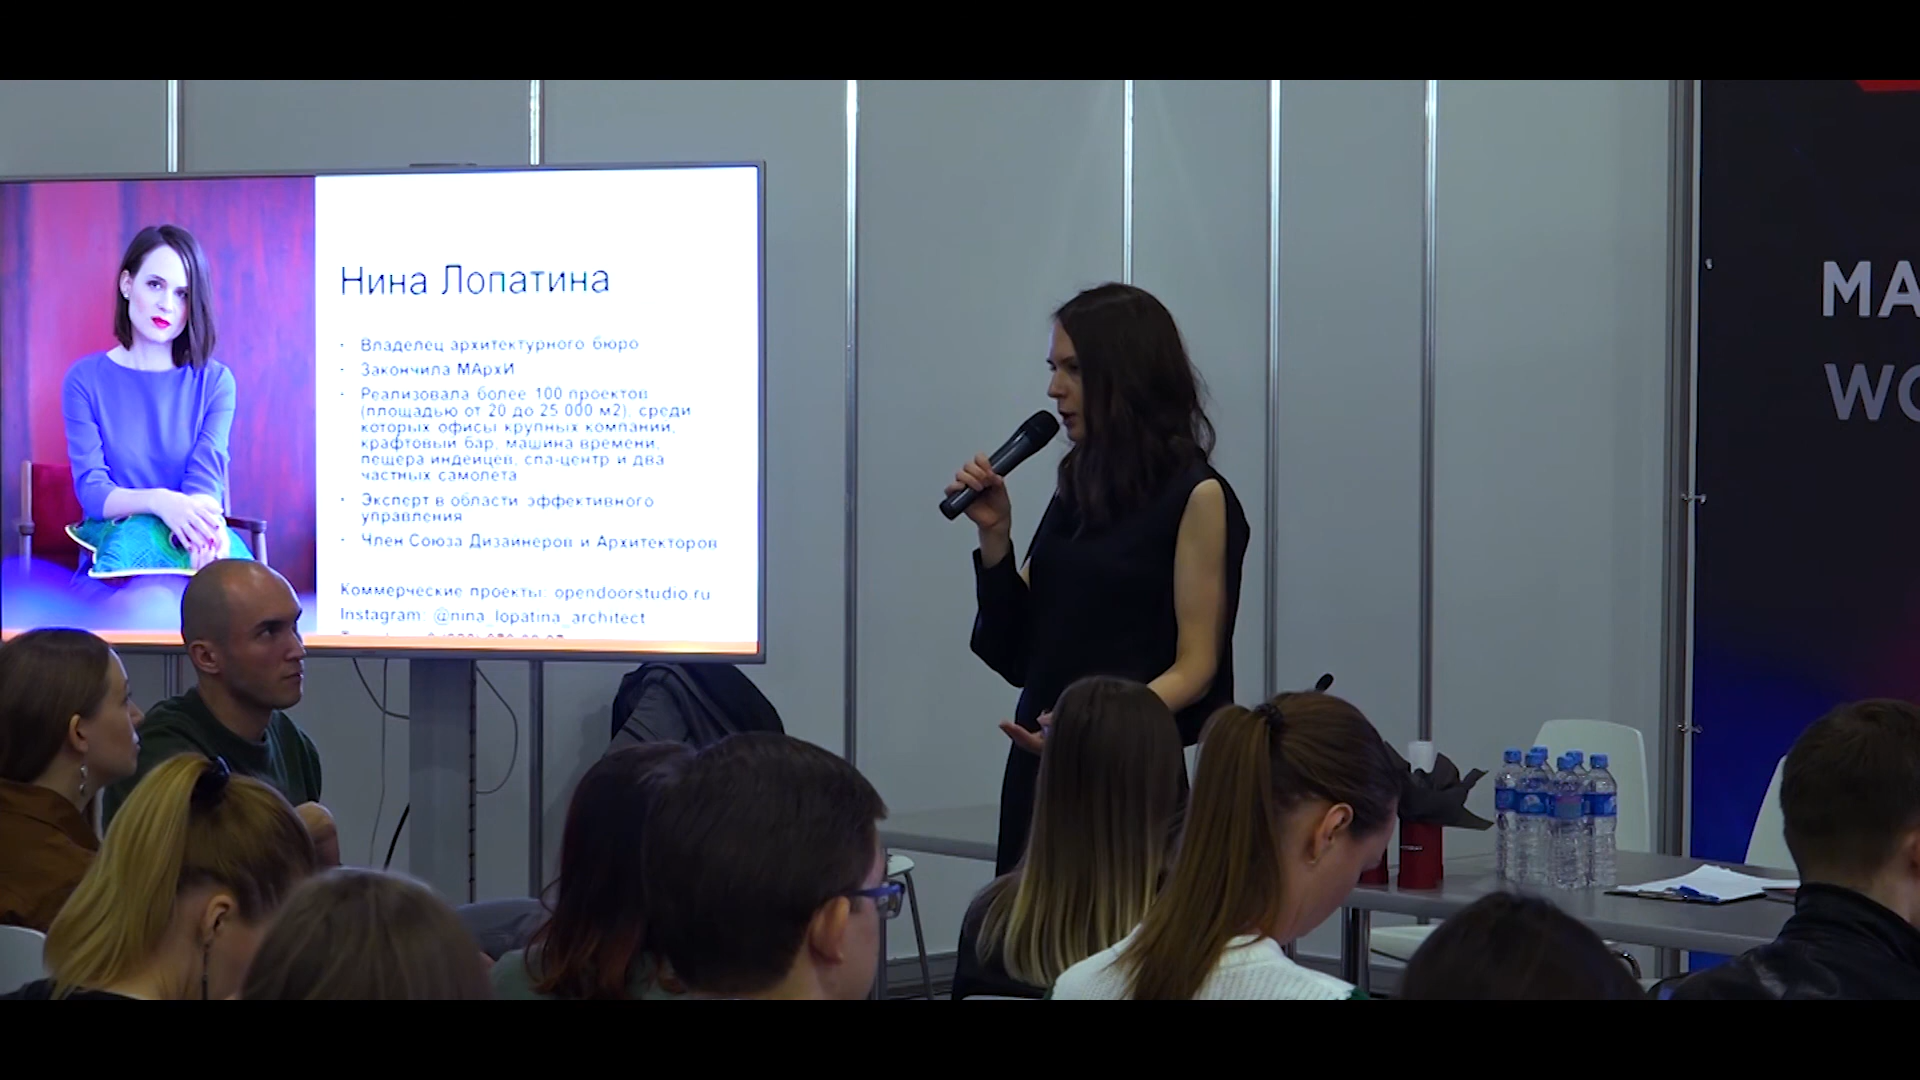 Нина Лопатина
· Владелец архитектурного бюро
· Закончила МАрхИ
· Реализовала более 100 проектов
(площадью от 20 до 25 000 м2), среди
которых офисы крупных компаний,
крафтовый бар, машина времени,
пещера индейцев, спа-центр и два
частных самолета
· Эксперт в области эффективного
управления
· Член Союза Дизайнеров и Архитекторов
Коммерческие проекты: opendoorstudio.ru
Instagram: @nina_lopatina_architect
MA
WO